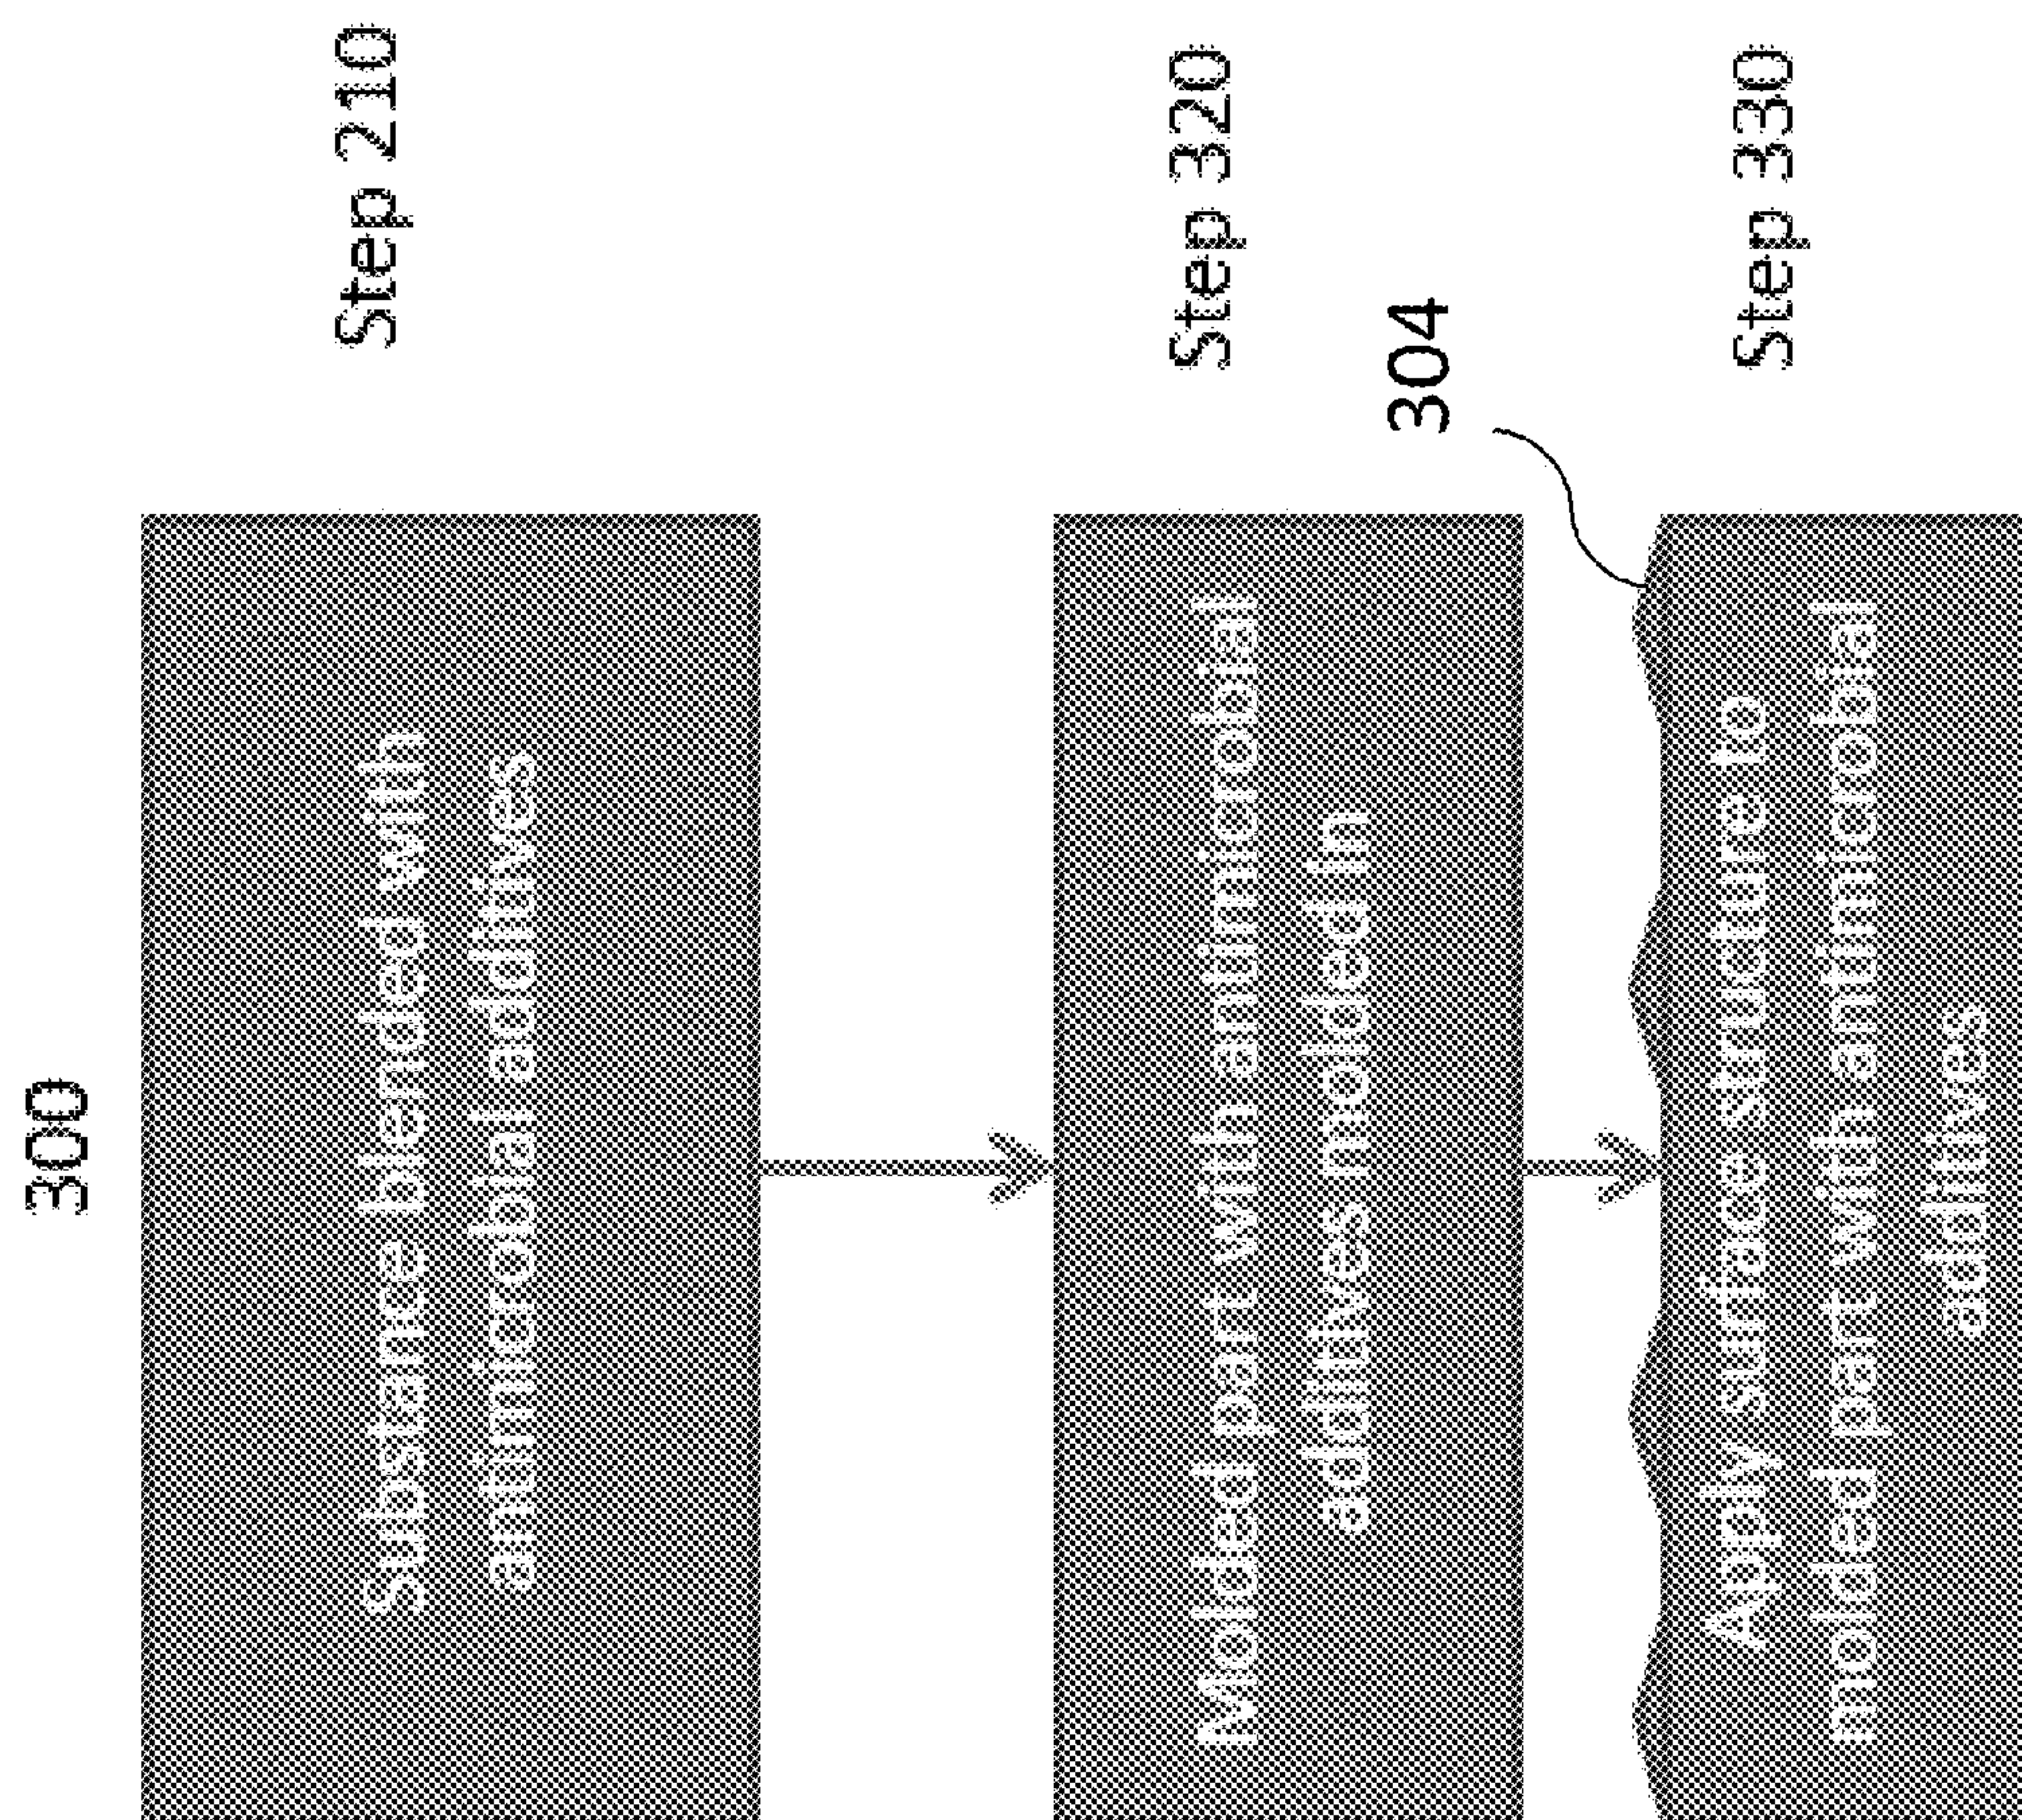 300
Substance blended with
antimicrobial additives
Step 210
Molded part with antimicrobial
additives molded in
Step 320
304
Apply surface structure to
molded part with antimicrobial
additives
Step 330